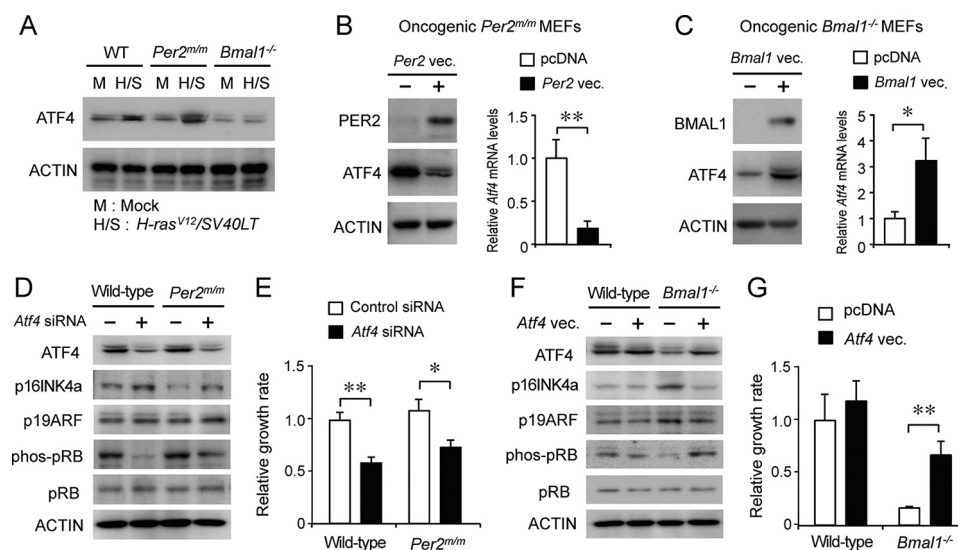 A
WT Per2m/m Bmal1-/-
M H/S M H/S M H/S
ATF4
ACTIN
M : Mock
H/S : H-rasV12/SV40LT
B Oncogenic Per2m/m MEFs
Per2 vec.
− +
PER2
ATF4
ACTIN
pcDNA
Per2 vec.
**
Relative Atf4 mRNA levels
1.5
1.0
0.5
0
C Oncogenic Bmal1-/- MEFs
Bmal1 vec.
− +
BMAL1
ATF4
ACTIN
pcDNA
Bmal1 vec.
*
Relative Atf4 mRNA levels
5
4
3
2
1
0
D
Wild-type Per2m/m
Atf4 siRNA − + − +
ATF4
p16INK4a
p19ARF
phos-pRB
pRB
ACTIN
E
Control siRNA
Atf4 siRNA
** *
Relative growth rate
1.5
1.0
0.5
0
Wild-type Per2m/m
F
Wild-type Bmal1-/-
Atf4 vec. − + − +
ATF4
p16INK4a
p19ARF
phos-pRB
pRB
ACTIN
G
pcDNA
Atf4 vec.
**
Relative growth rate
1.5
1.0
0.5
0
Wild-type Bmal1-/-